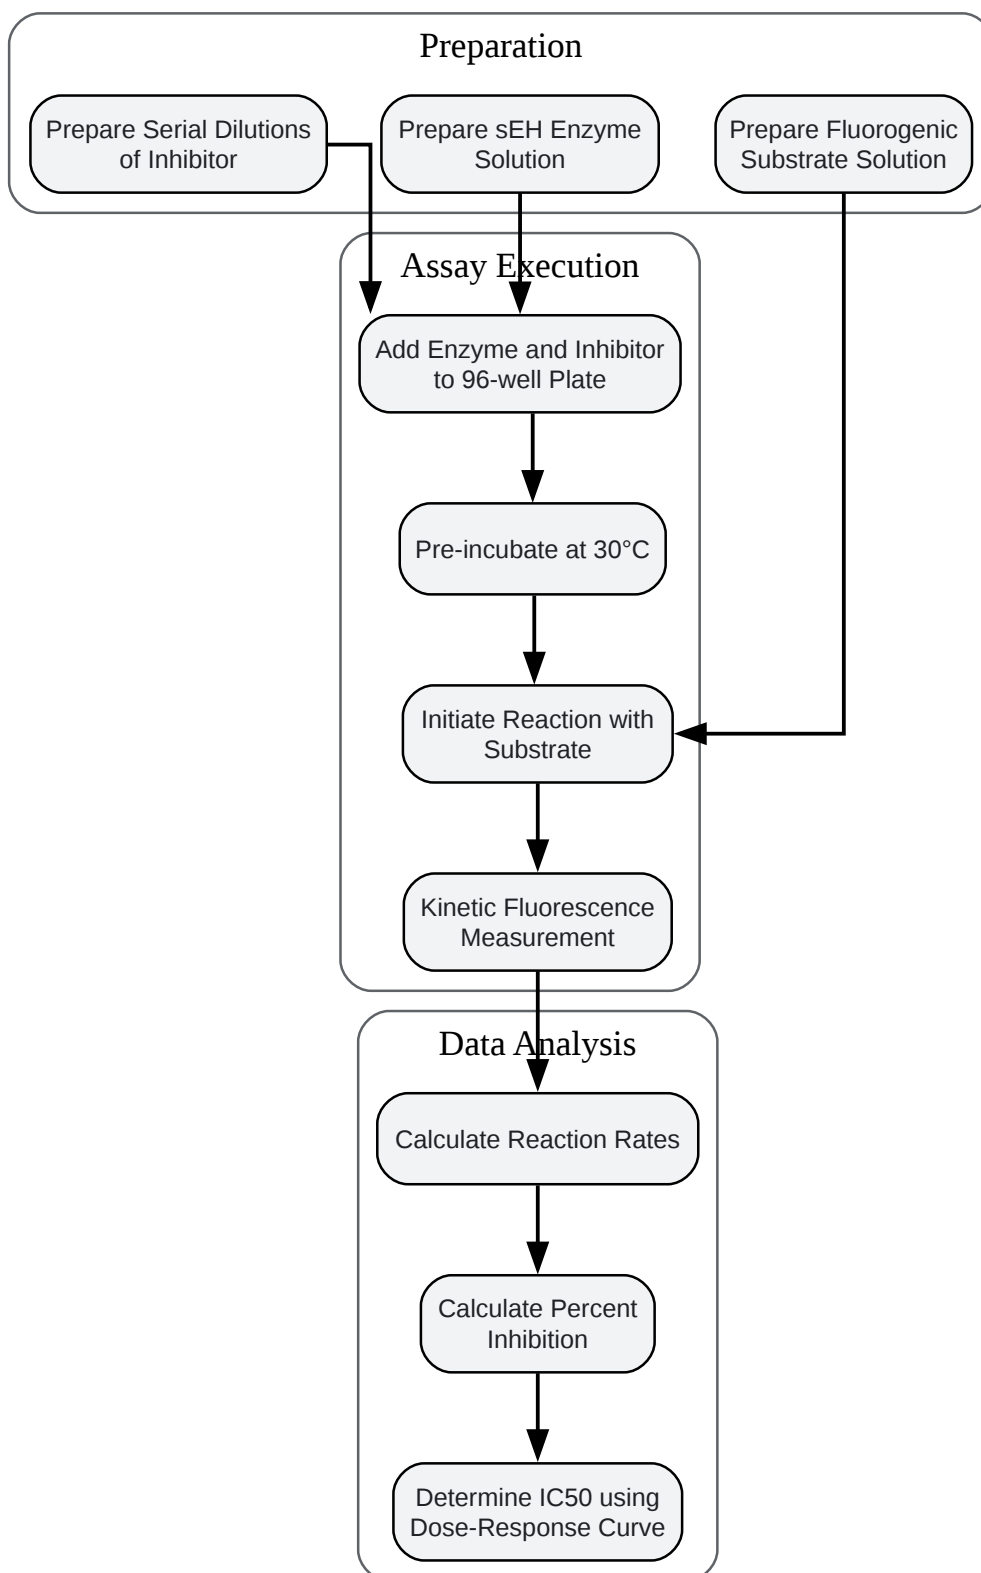 Preparation
Prepare Serial Dilutions
of Inhibitor
Prepare sEH Enzyme
Solution
Prepare Fluorogenic
Substrate Solution
Assay Execution
Add Enzyme and Inhibitor
to 96-well Plate
Pre-incubate at 30°C
Initiate Reaction with
Substrate
Kinetic Fluorescence
Measurement
Data Analysis
Calculate Reaction Rates
Calculate Percent
Inhibition
Determine IC50 using
Dose-Response Curve